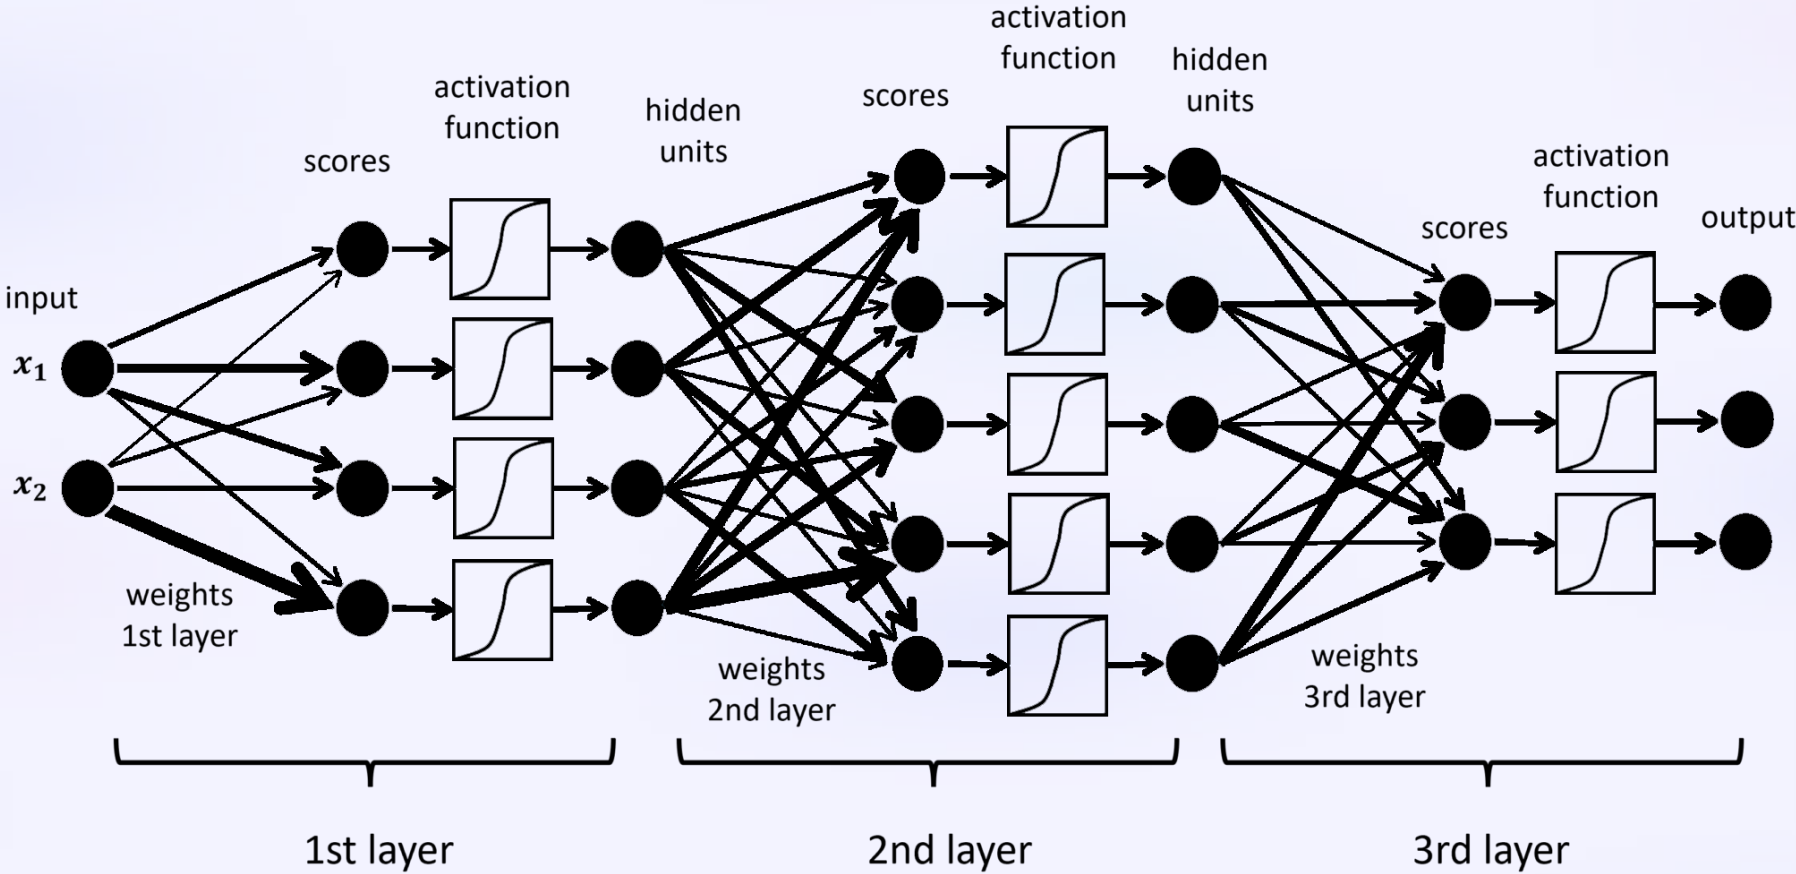 input
x₁
x₂
scores
activation
function
hidden
units
weights
1st layer
scores
activation
function
hidden
units
weights
2nd layer
scores
activation
function
output
weights
3rd layer
1st layer
2nd layer
3rd layer